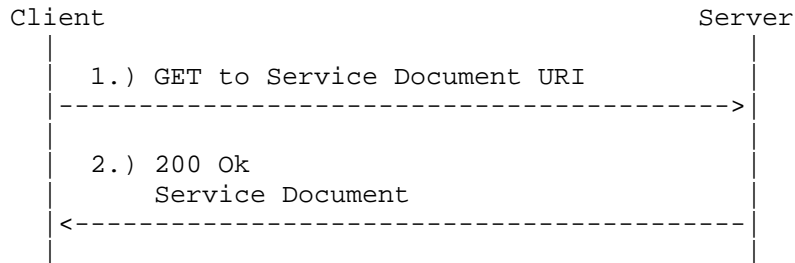 Client Server
1.) GET to Service Document URI
2.) 200 Ok
Service Document